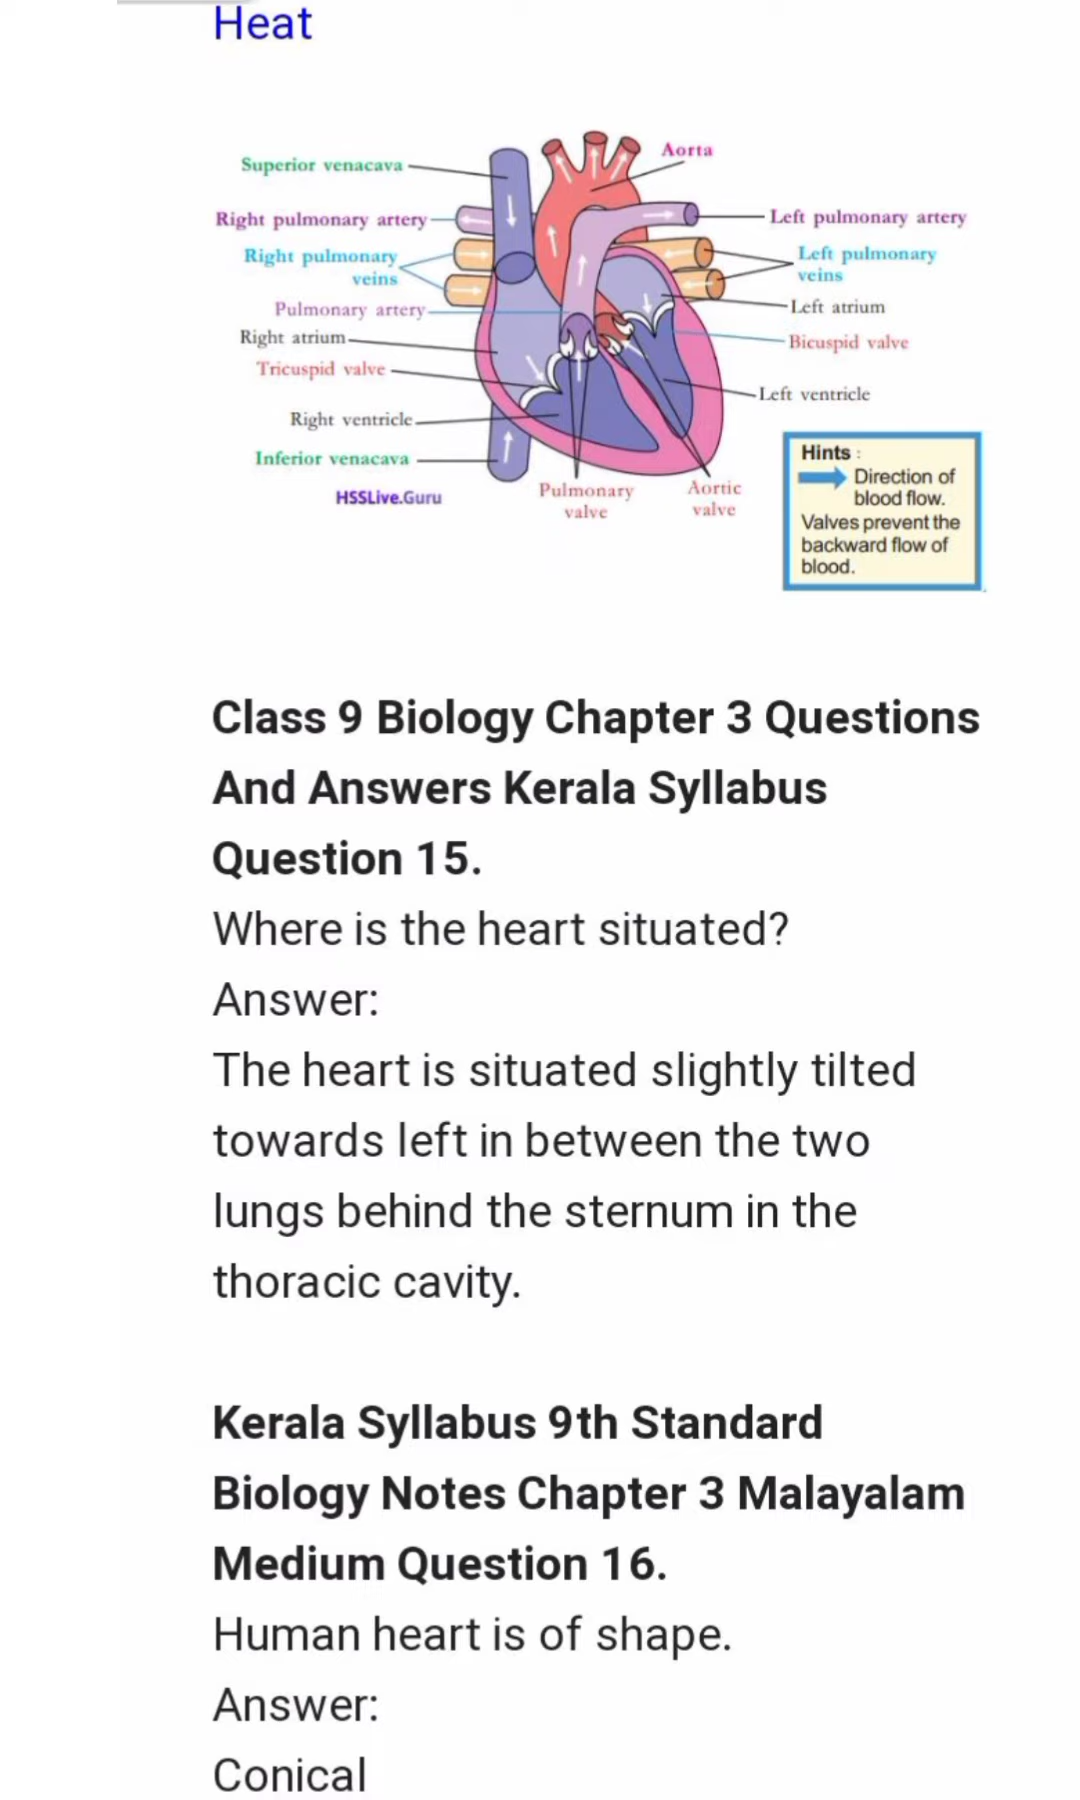 Heat
Superior venacava
Aorta
Right pulmonary artery
Left pulmonary artery
Right pulmonary
veins
Left pulmonary
veins
Pulmonary artery
Left atrium
Right atrium
Bicuspid valve
Tricuspid valve
Left ventricle
Right ventricle
Inferior venacava
HSSLive.Guru
Pulmonary
valve
Aortic
valve
Hints :
Direction of
blood flow.
Valves prevent the
backward flow of
blood.
Class 9 Biology Chapter 3 Questions
And Answers Kerala Syllabus
Question 15.
Where is the heart situated?
Answer:
The heart is situated slightly tilted
towards left in between the two
lungs behind the sternum in the
thoracic cavity.
Kerala Syllabus 9th Standard
Biology Notes Chapter 3 Malayalam
Medium Question 16.
Human heart is of shape.
Answer:
Conical